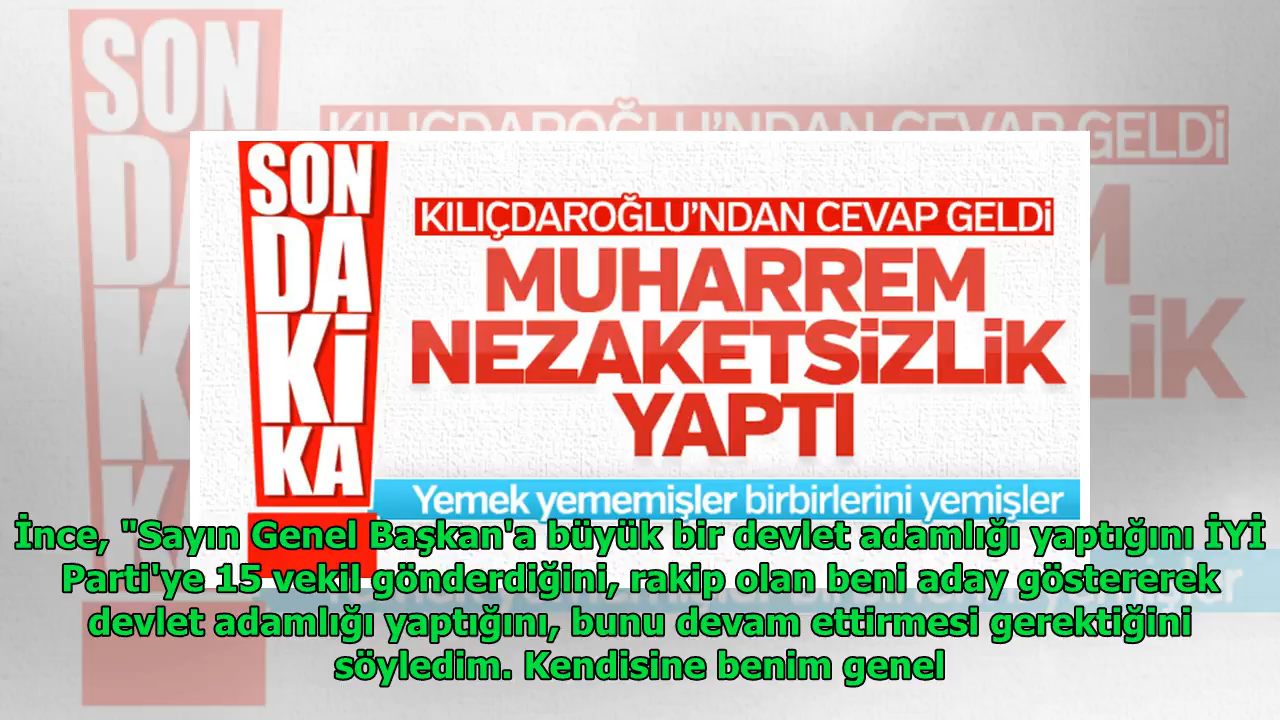 SON
DA
Kİ
KA
KILIÇDAROĞLU'NDAN CEVAP GELDİ
MUHARREM
NEZAKETSİZLİK
YAPTI
Yemek yememişler birbirlerini yemişler
İnce, "Sayın Genel Başkan'a büyük bir devlet adamlığı yaptığını İYİ
Parti'ye 15 vekil gönderdiğini, rakip olan beni aday göstererek
devlet adamlığı yaptığını, bunu devam ettirmesi gerektiğini
söyledim. Kendisine benim genel